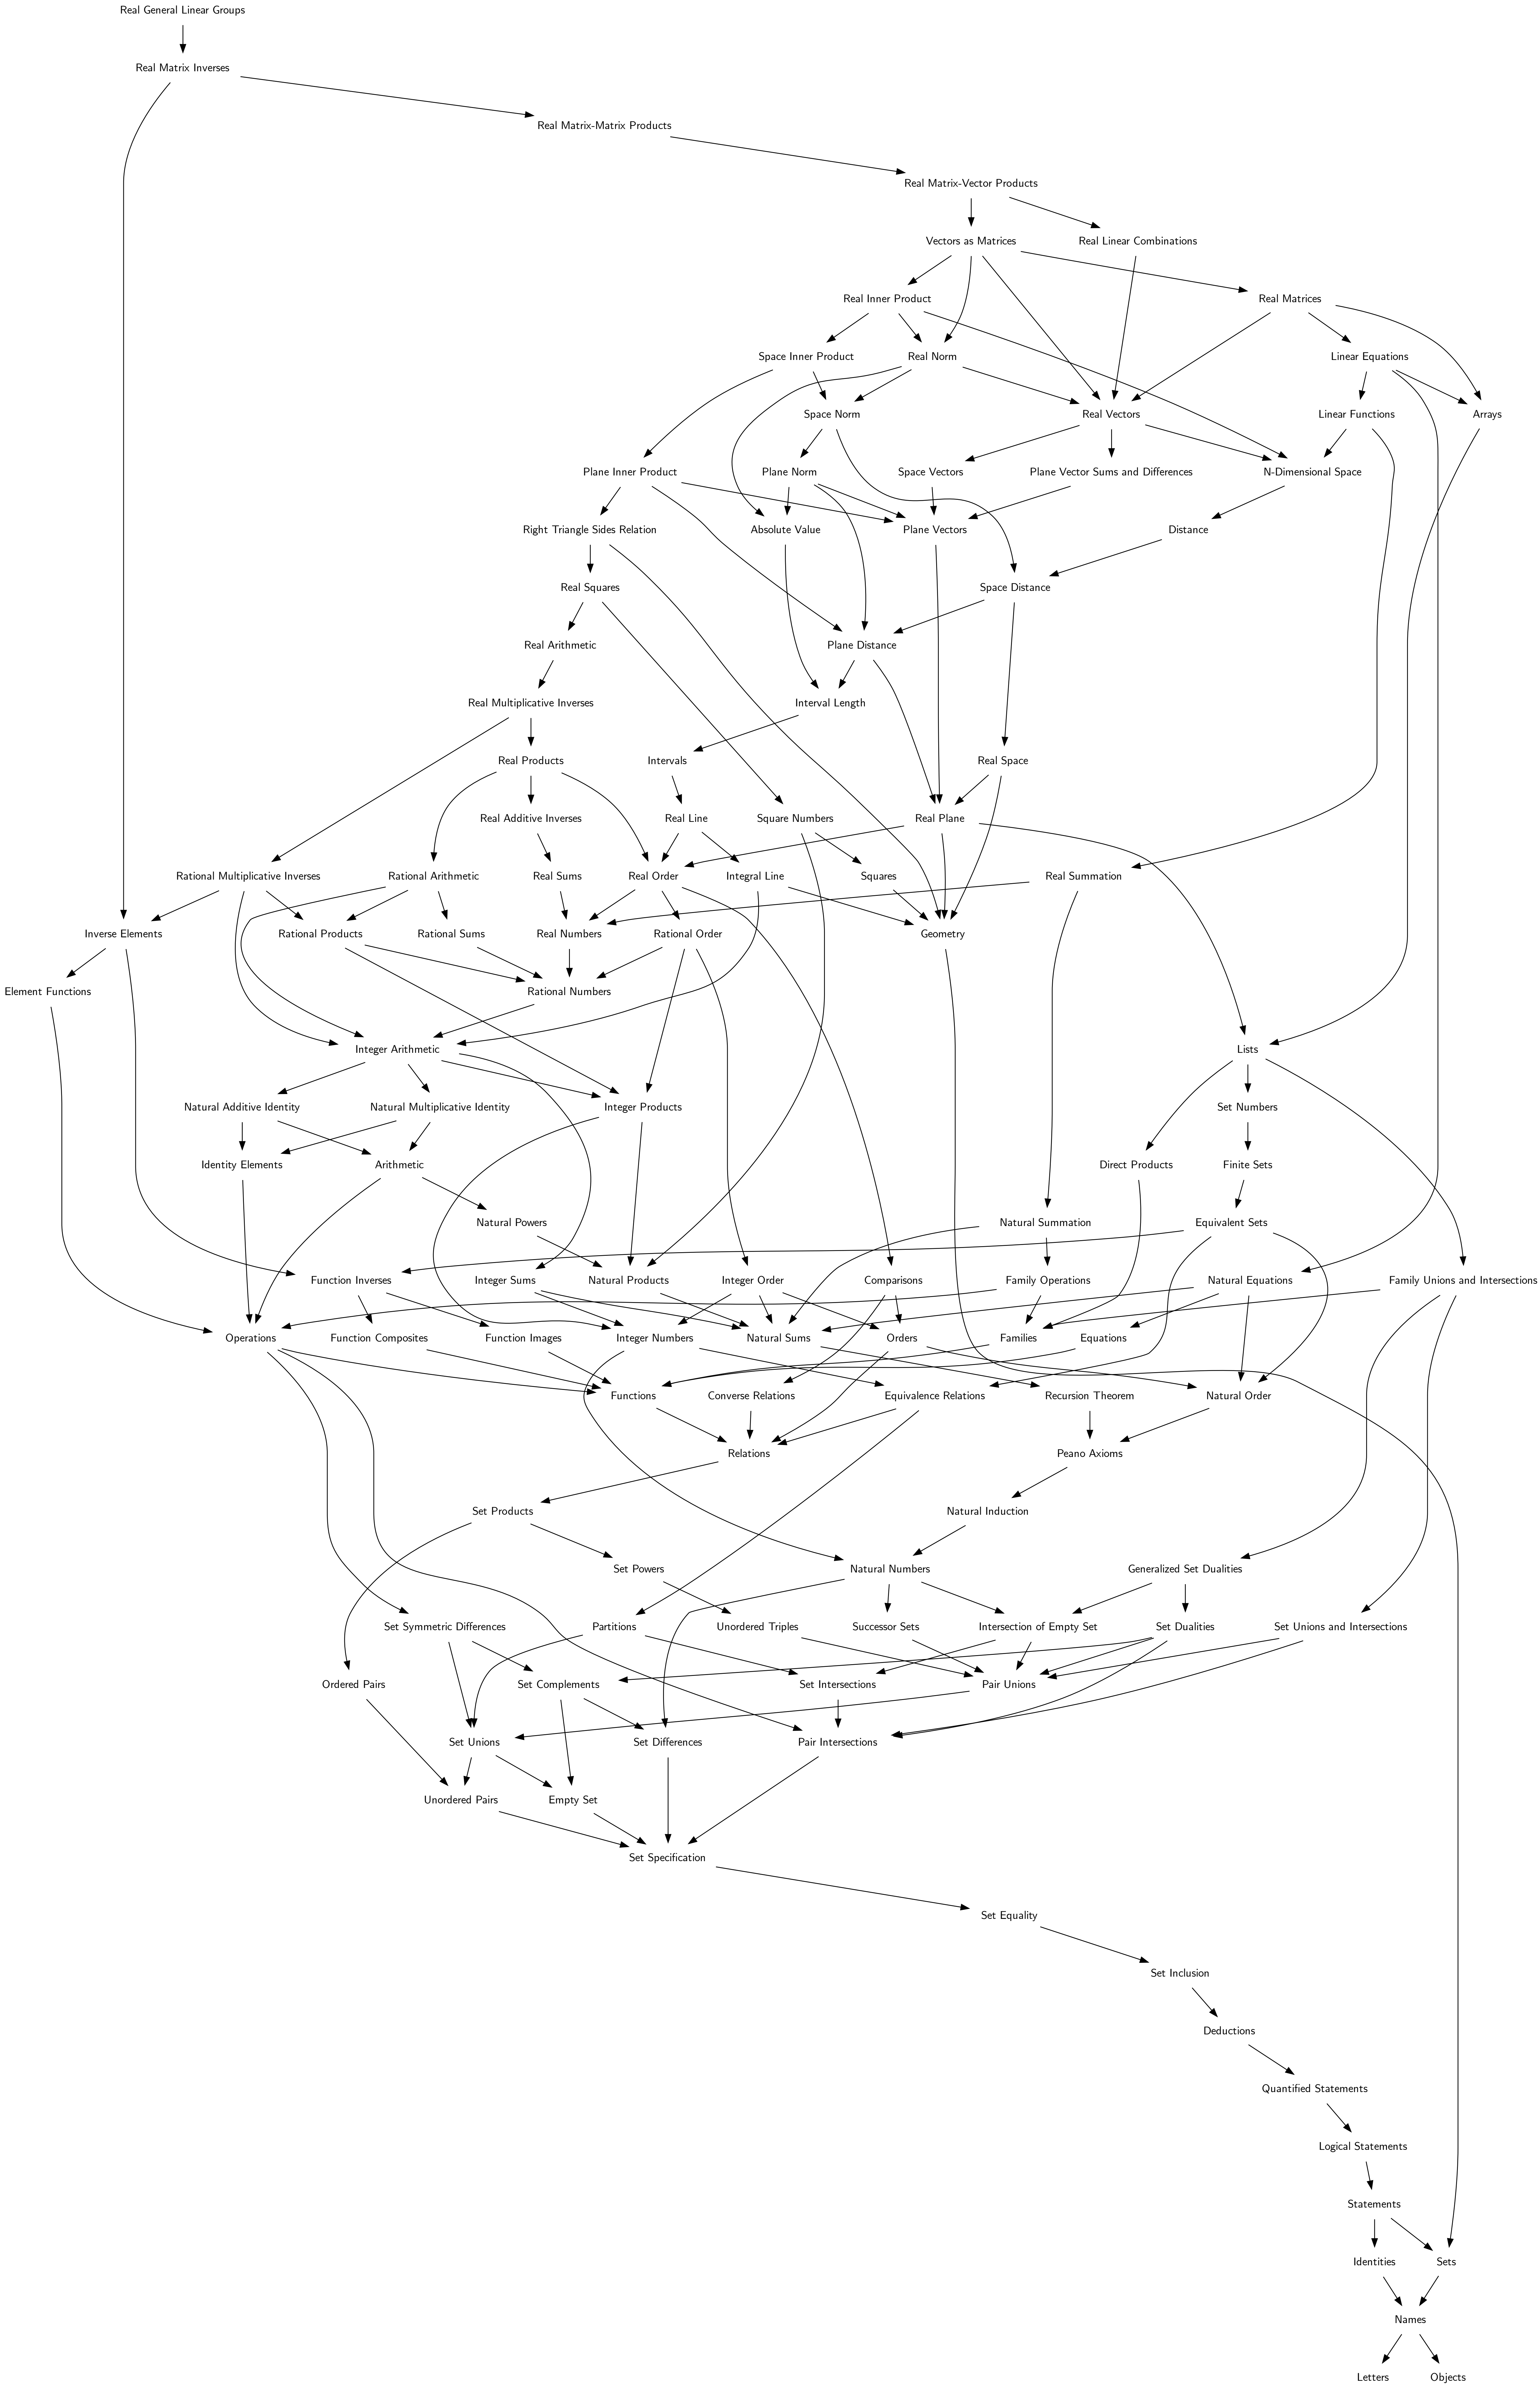 Real General Linear Groups
Real Matrix Inverses
Real Matrix-Matrix Products
Real Matrix-Vector Products
Vectors as Matrices
Real Linear Combinations
Real Inner Product
Real Matrices
Space Inner Product
Real Norm
Linear Equations
Space Norm
Real Vectors
Linear Functions
Arrays
Plane Inner Product
Plane Norm
Space Vectors
Plane Vector Sums and Differences
N-Dimensional Space
Right Triangle Sides Relation
Absolute Value
Plane Vectors
Distance
Real Squares
Space Distance
Real Arithmetic
Plane Distance
Real Multiplicative Inverses
Interval Length
Real Products
Intervals
Real Space
Real Additive Inverses
Real Line
Square Numbers
Real Plane
Rational Multiplicative Inverses
Rational Arithmetic
Real Sums
Real Order
Integral Line
Squares
Real Summation
Inverse Elements
Rational Products
Rational Sums
Real Numbers
Rational Order
Geometry
Element Functions
Rational Numbers
Integer Arithmetic
Lists
Natural Additive Identity
Natural Multiplicative Identity
Integer Products
Set Numbers
Identity Elements
Arithmetic
Direct Products
Finite Sets
Natural Powers
Natural Summation
Equivalent Sets
Function Inverses
Integer Sums
Natural Products
Integer Order
Comparisons
Family Operations
Natural Equations
Family Unions and Intersections
Operations
Function Composites
Function Images
Integer Numbers
Natural Sums
Orders
Families
Equations
Functions
Converse Relations
Equivalence Relations
Recursion Theorem
Natural Order
Relations
Peano Axioms
Set Products
Natural Induction
Set Powers
Natural Numbers
Generalized Set Dualities
Set Symmetric Differences
Partitions
Unordered Triples
Successor Sets
Intersection of Empty Set
Set Dualities
Set Unions and Intersections
Ordered Pairs
Set Complements
Set Intersections
Pair Unions
Set Unions
Set Differences
Pair Intersections
Unordered Pairs
Empty Set
Set Specification
Set Equality
Set Inclusion
Deductions
Quantified Statements
Logical Statements
Statements
Identities
Sets
Names
Letters
Objects